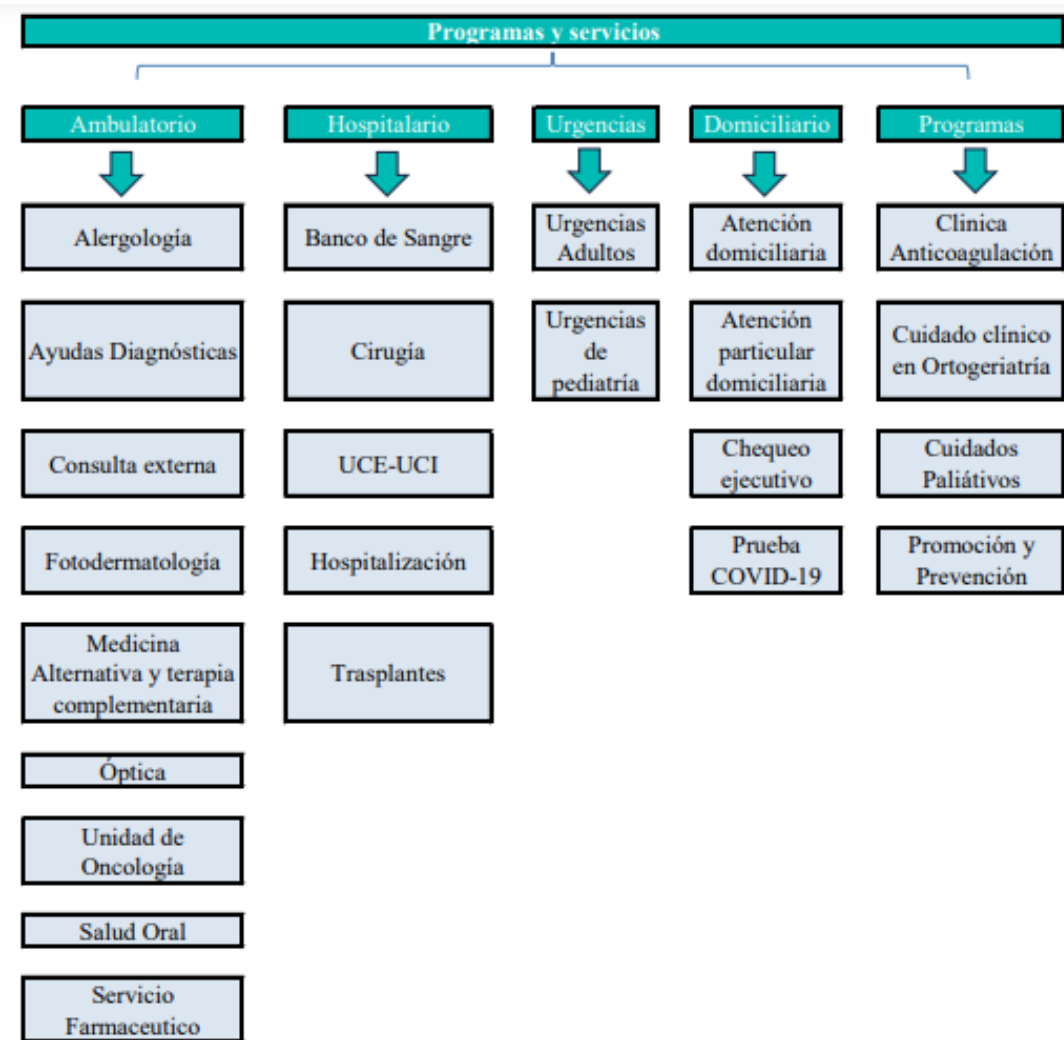 Programas y servicios
Ambulatorio
Hospitalario
Urgencias
Domiciliario
Programas
Alergología
Banco de Sangre
Urgencias
Adultos
Atención
domiciliaria
Clinica
Anticoagulación
Ayudas Diagnósticas
Cirugía
Urgencias
de
pediatría
Atención
particular
domiciliaria
Cuidado clínico
en Ortogeriatría
Consulta externa
UCE-UCI
Chequeo
ejecutivo
Cuidados
Paliátivos
Fotodermatología
Hospitalización
Prueba
COVID-19
Promoción y
Prevención
Medicina
Alternativa y terapia
complementaria
Trasplantes
Óptica
Unidad de
Oncología
Salud Oral
Servicio
Farmaceutico